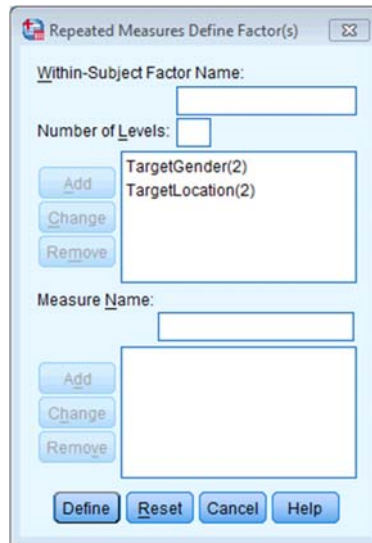 Repeated Measures Define Factor(s)
Within-Subject Factor Name:
Number of Levels:
Add
Change
Remove
TargetGender(2)
TargetLocation(2)
Measure Name:
Add
Change
Remove
Define Reset Cancel Help